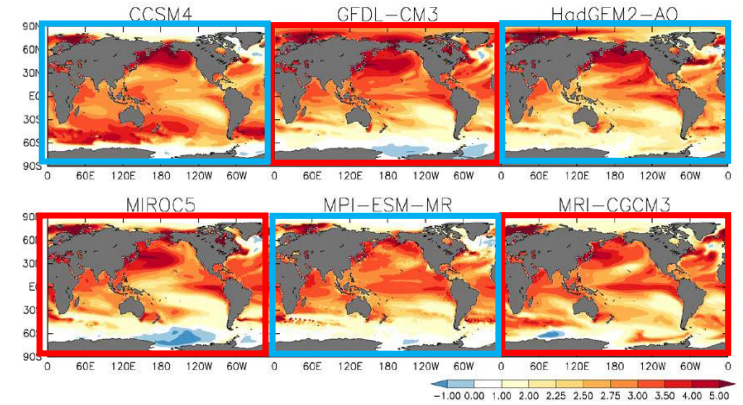 CCSM4 GFDL-CM3 HadGEM2-AO
90N
60N
30N
EQ
30S
60S
90S
0 60E 120E 180 120W 60W 0 60E 120E 180 120W 60W 0 60E 120E 180 120W 60W 0
MIROC5 MPI-ESM-MR MRI-CGCM3
90N
30N
30S
60S
90S
0 60E 120E 180 120W 60W 0 60E 120E 180 120W 60W 0 60E 120E 180 120W 60W 0
-1.00 0.00 1.00 2.00 2.25 2.50 2.75 3.00 3.50 4.00 5.00